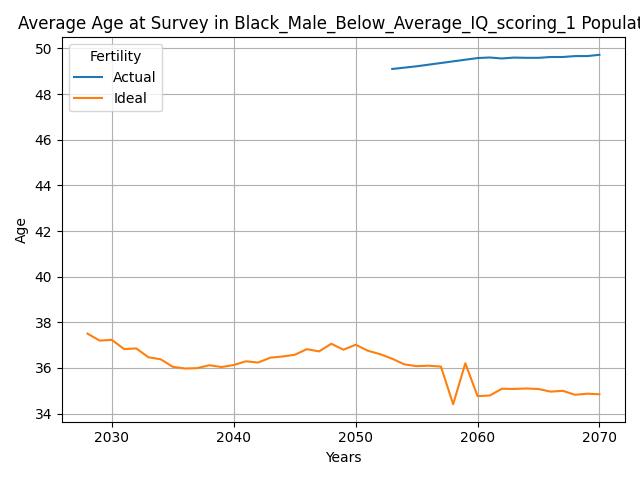 Average Age at Survey in Black_Male_Below_Average_IQ_scoring_1 Populat
Fertility
Actual
Ideal
50
48
46
44
42
40
38
36
34
Age
2030 2040 2050 2060 2070
Years